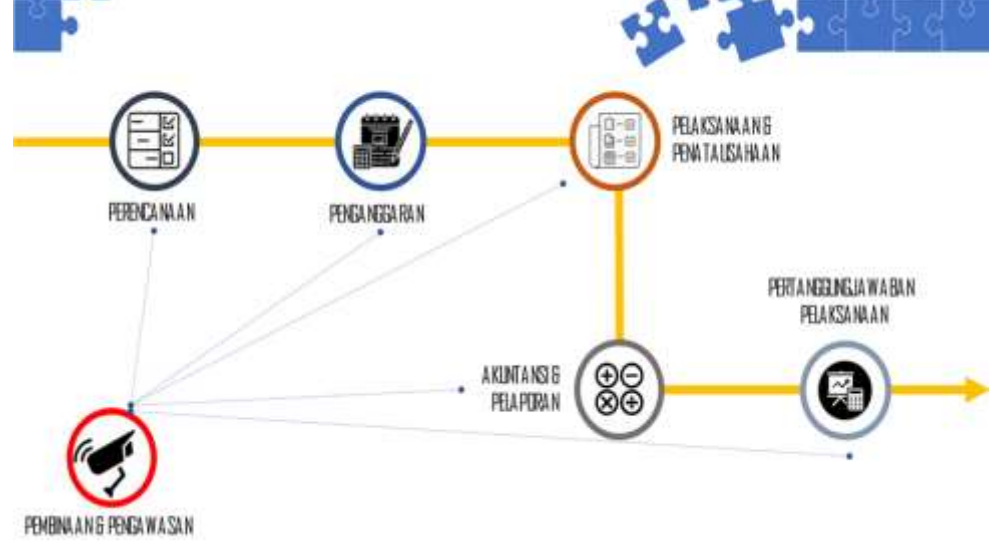 PERENCANAAN
PENGANGGARAN
PELAKSANAAN &
PENATAUSAHAAN
PERTANGGUNGJAWABAN
PELAKSANAAN
AKUNTANSI &
PELAPORAN
PEMBINAAN & PENGAWASAN